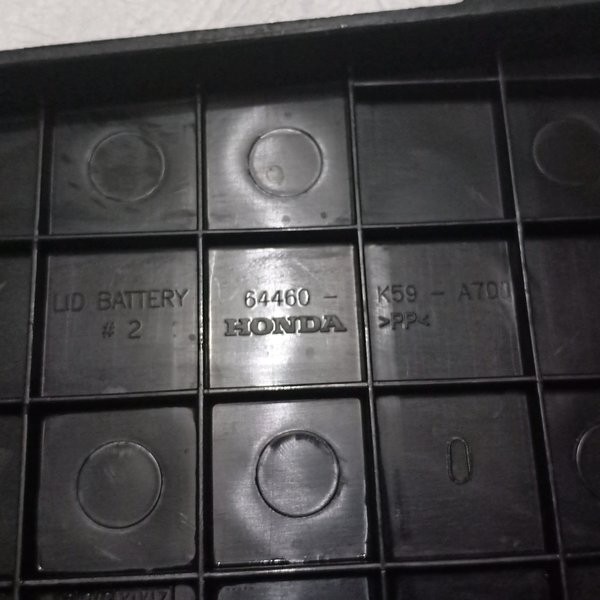 LID BATTERY
# 2
64460 -
HONDA
K59 - A700
>PP<